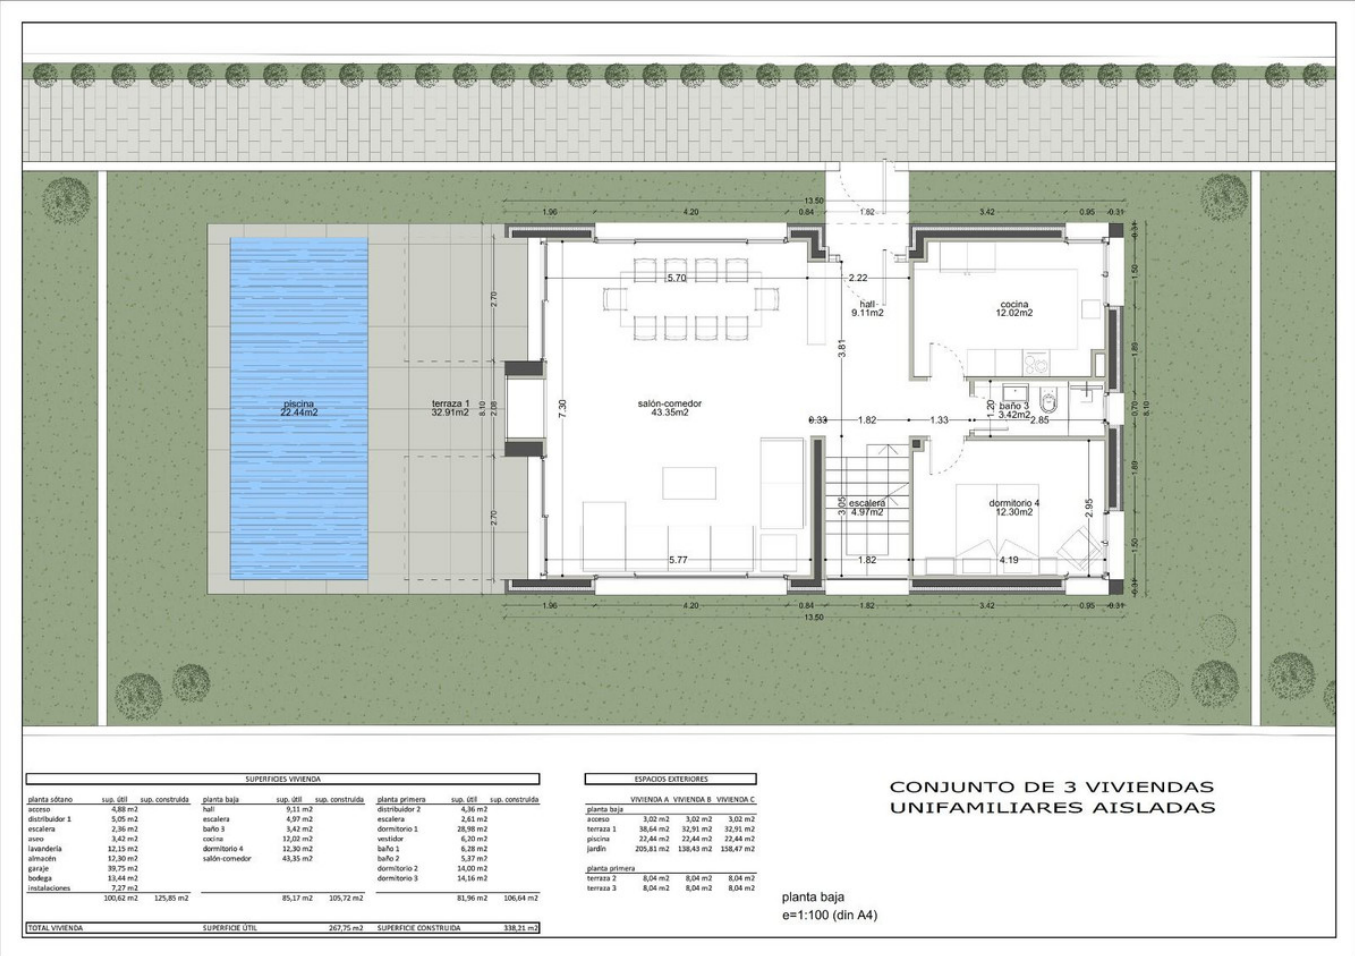 13.50
1.96 4.20 0.84 1.82 3.42 0.95 0.31
5.70 2.22
hall
9.11m2
cocina
12.02m2
2.70
0.31
1.50
3.81
1.89
piscina
22.44m2
terraza 1
32.91m2
8.10
2.08
7.30
salón-comedor
43.35m2
0.33 1.82 1.33
1.20
baño 3
3.42m2
2.85
0.70
8.10
1.89
escalera
4.97m2
3.05
dormitorio 4
12.30m2
2.95
2.70
1.50
5.77 1.82 4.19
0.31
1.96 4.20 0.84 1.82 3.42 0.95 0.31
13.50
SUPERFICIES VIVIENDA
planta sótano sup. útil sup. construida planta baja sup. útil sup. construida planta primera sup. útil sup. construida
acceso 4,88 m2 hall 9,11 m2 distribuidor 2 4,36 m2
distribuidor 1 5,05 m2 escalera 4,97 m2 escalera 2,61 m2
escalera 2,36 m2 baño 3 3,42 m2 dormitorio 1 28,98 m2
aseo 3,42 m2 cocina 12,02 m2 vestidor 6,20 m2
lavandería 12,15 m2 dormitorio 4 12,30 m2 baño 1 6,28 m2
almacén 12,30 m2 salón-comedor 43,35 m2 baño 2 5,37 m2
garaje 39,75 m2 dormitorio 2 14,00 m2
bodega 13,44 m2 dormitorio 3 14,16 m2
instalaciones 7,27 m2
100,62 m2 125,85 m2 85,17 m2 105,72 m2 81,96 m2 106,64 m2
TOTAL VIVIENDA SUPERFICIE ÚTIL 267,75 m2 SUPERFICIE CONSTRUIDA 338,21 m2
ESPACIOS EXTERIORES
VIVIENDA A VIVIENDA B VIVIENDA C
planta baja
acceso 3,02 m2 3,02 m2 3,02 m2
terraza 1 38,64 m2 32,91 m2 32,91 m2
piscina 22,44 m2 22,44 m2 22,44 m2
jardín 205,81 m2 138,43 m2 158,47 m2
planta primera
terraza 2 8,04 m2 8,04 m2 8,04 m2
terraza 3 8,04 m2 8,04 m2 8,04 m2
CONJUNTO DE 3 VIVIENDAS
UNIFAMILIARES AISLADAS
planta baja
e=1:100 (din A4)